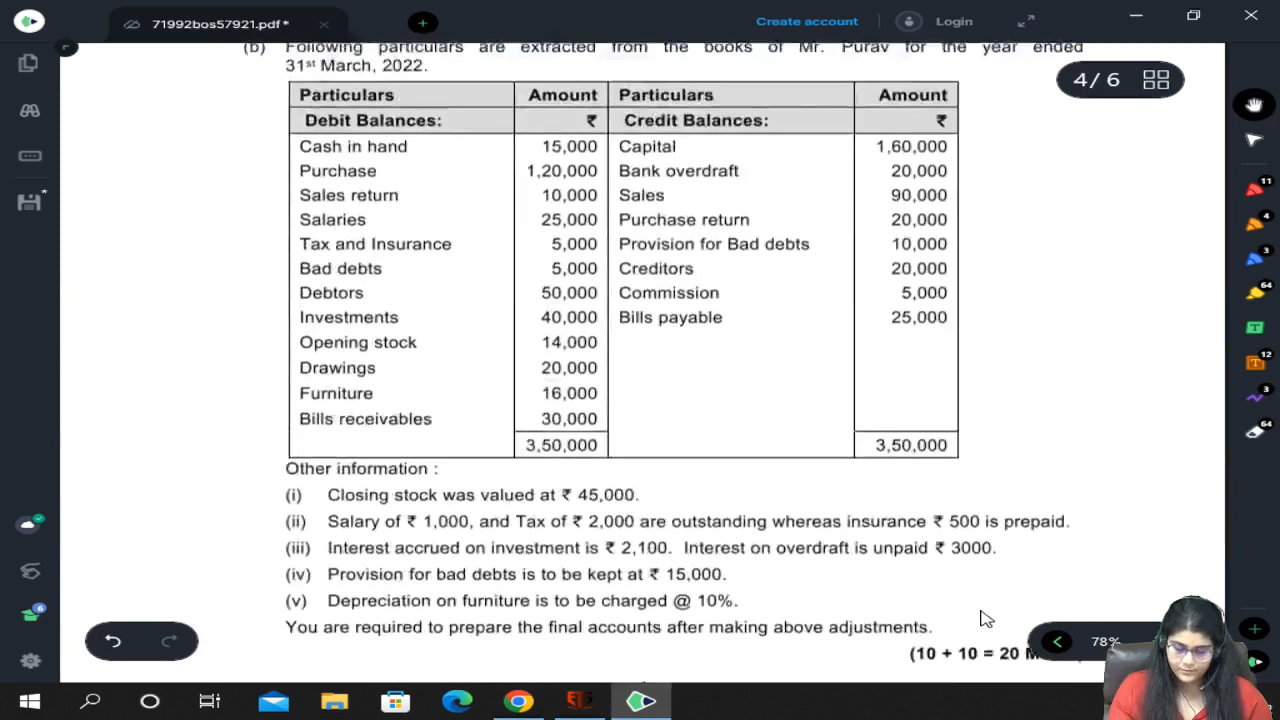 71992bos57921.pdf *
Create account
Login
(b) Following particulars are extracted from the books of Mr. Purav for the year ended
31st March, 2022.
4/ 6
Particulars Amount Particulars Amount
Debit Balances: ₹ Credit Balances: ₹
Cash in hand 15,000 Capital 1,60,000
Purchase 1,20,000 Bank overdraft 20,000
Sales return 10,000 Sales 90,000
Salaries 25,000 Purchase return 20,000
Tax and Insurance 5,000 Provision for Bad debts 10,000
Bad debts 5,000 Creditors 20,000
Debtors 50,000 Commission 5,000
Investments 40,000 Bills payable 25,000
Opening stock 14,000
Drawings 20,000
Furniture 16,000
Bills receivables 30,000
3,50,000 3,50,000
Other information :
(i) Closing stock was valued at ₹ 45,000.
(ii) Salary of ₹ 1,000, and Tax of ₹ 2,000 are outstanding whereas insurance ₹ 500 is prepaid.
(iii) Interest accrued on investment is ₹ 2,100. Interest on overdraft is unpaid ₹ 3000.
(iv) Provision for bad debts is to be kept at ₹ 15,000.
(v) Depreciation on furniture is to be charged @ 10%.
You are required to prepare the final accounts after making above adjustments.
(10 + 10 = 20
78%
11
4
3
64
12
3
64
6